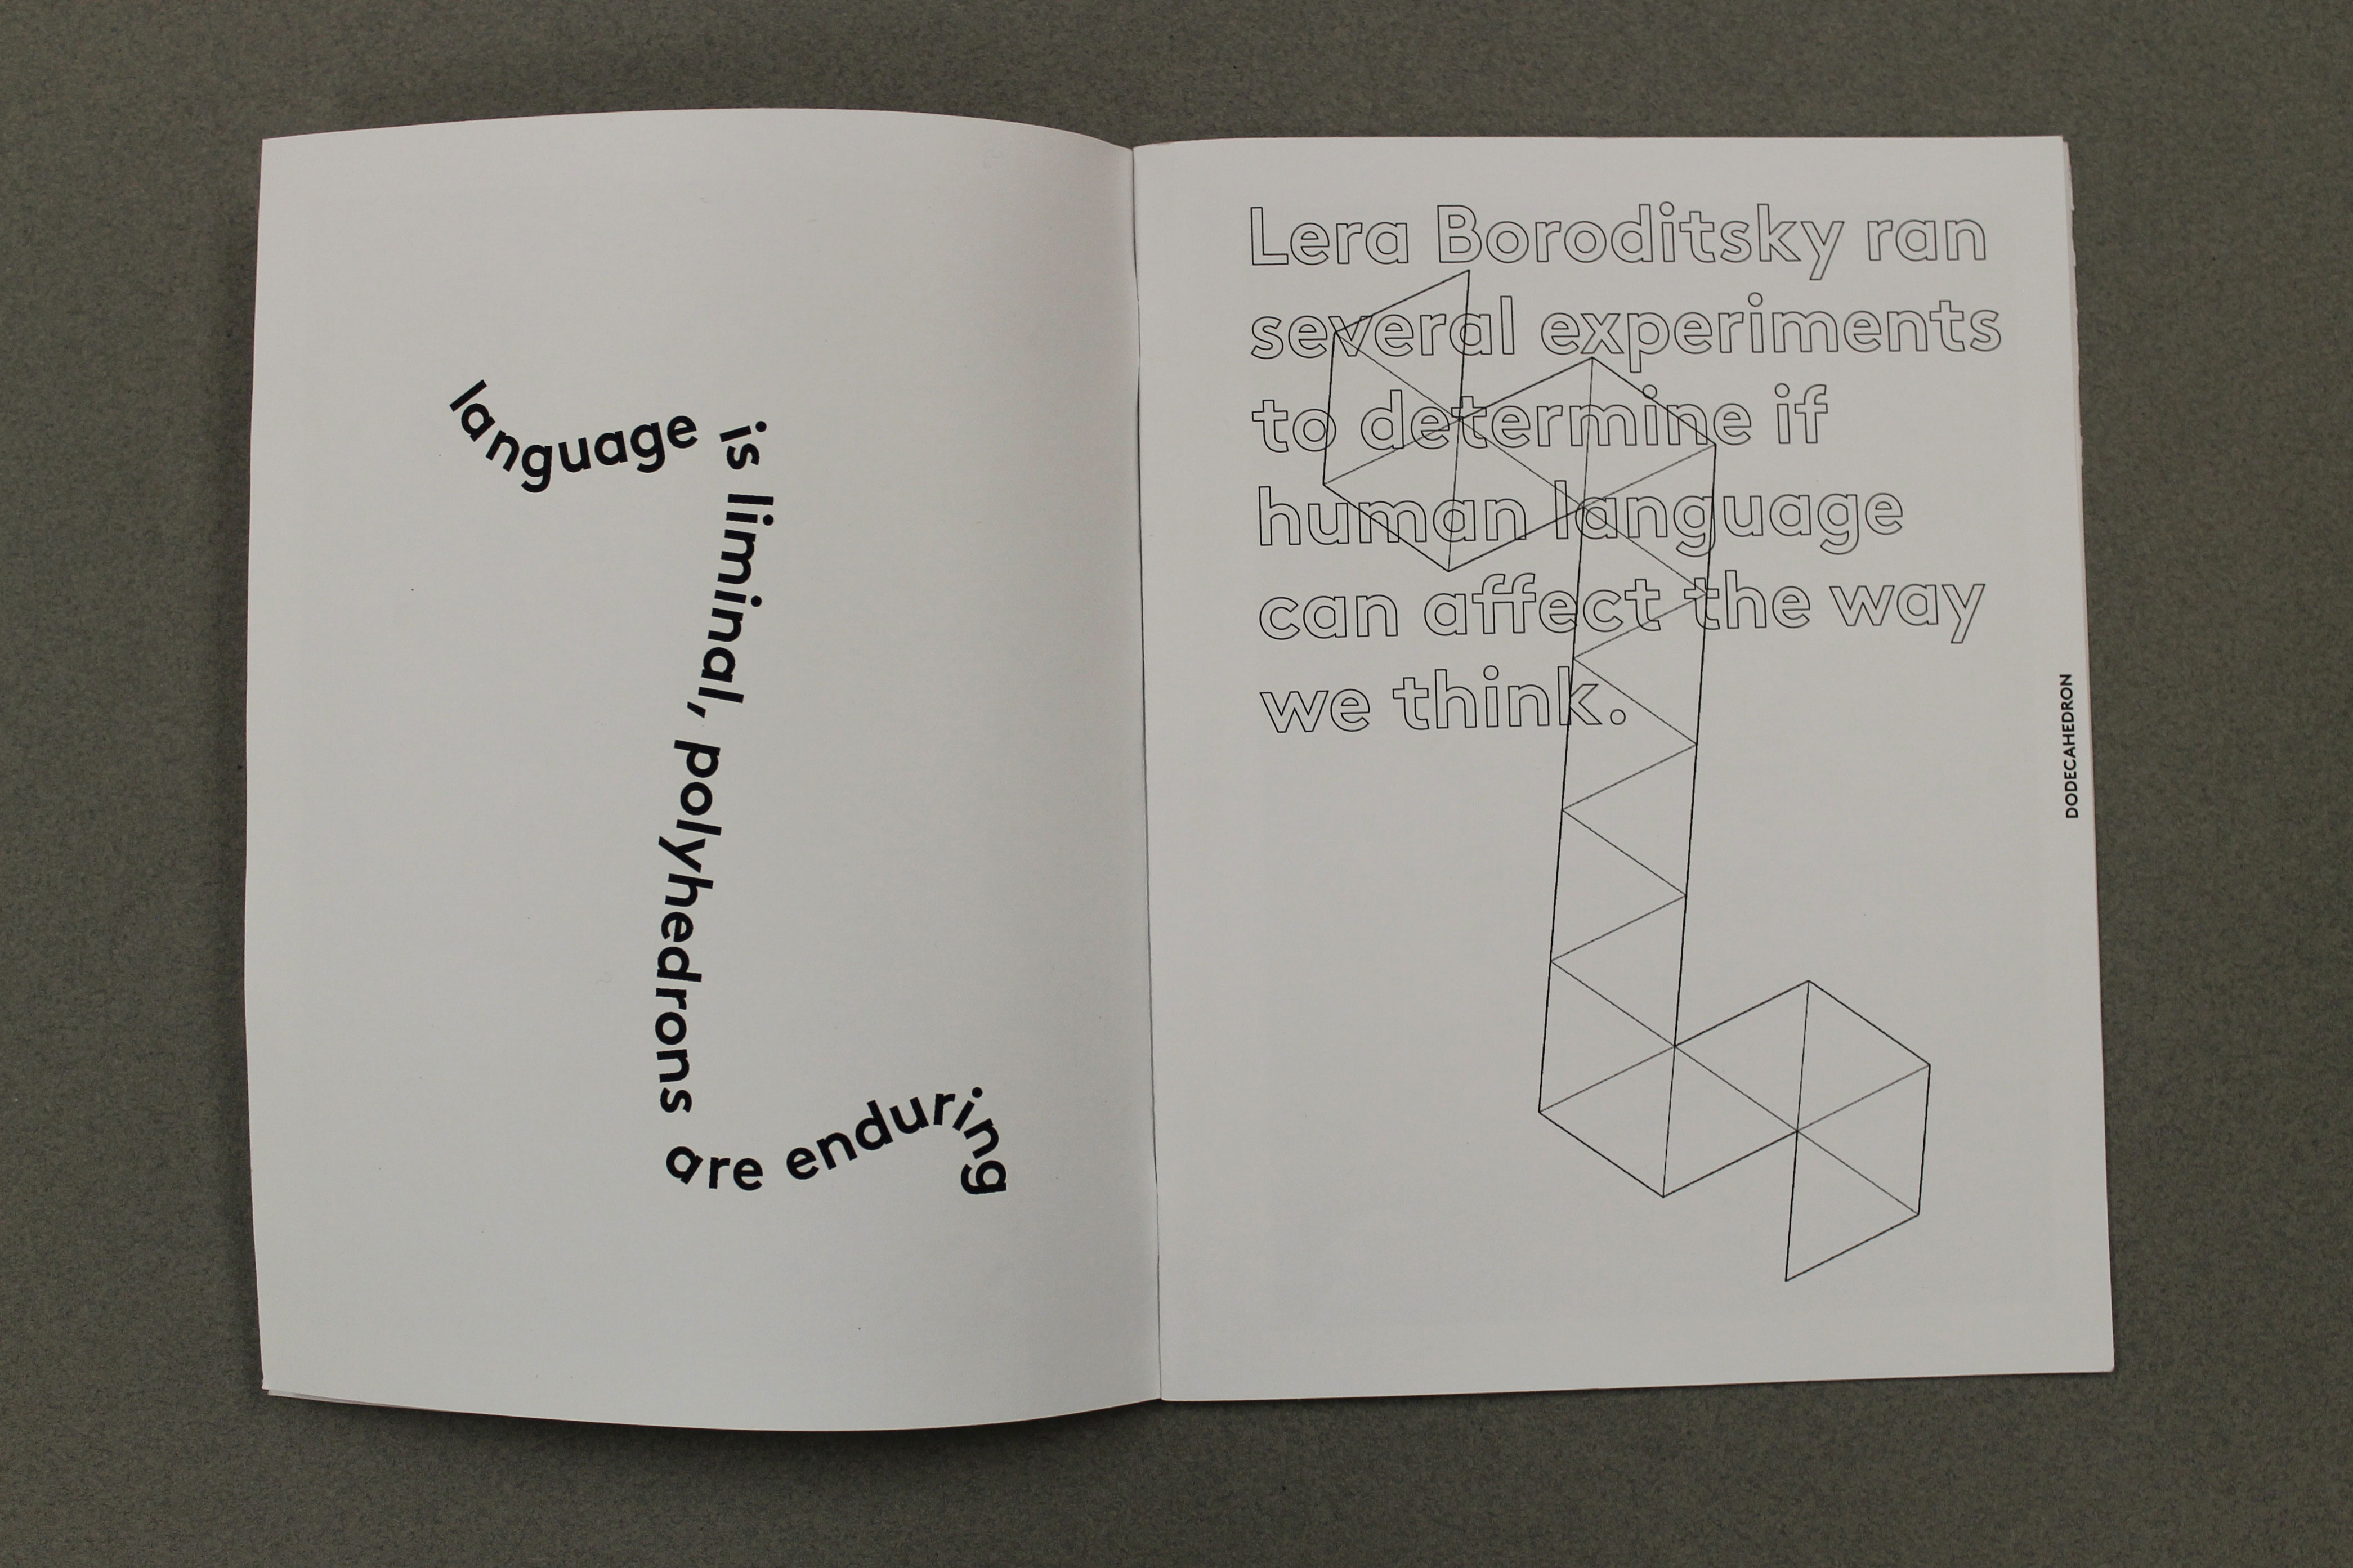 language
is liminal, polyhedrons
are enduring
Lera Boroditsky ran
several experiments
to determine if
human language
can affect the way
we think.
DODECAHEDRON